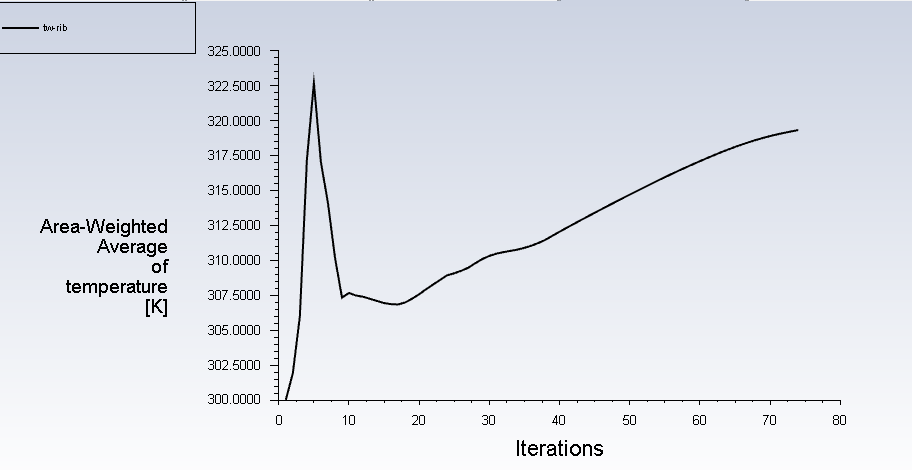 tw-rib
325.0000
322.5000
320.0000
317.5000
315.0000
312.5000
310.0000
307.5000
305.0000
302.5000
300.0000
Area-Weighted
Average
of
temperature
[K]
0 10 20 30 40 50 60 70 80
Iterations